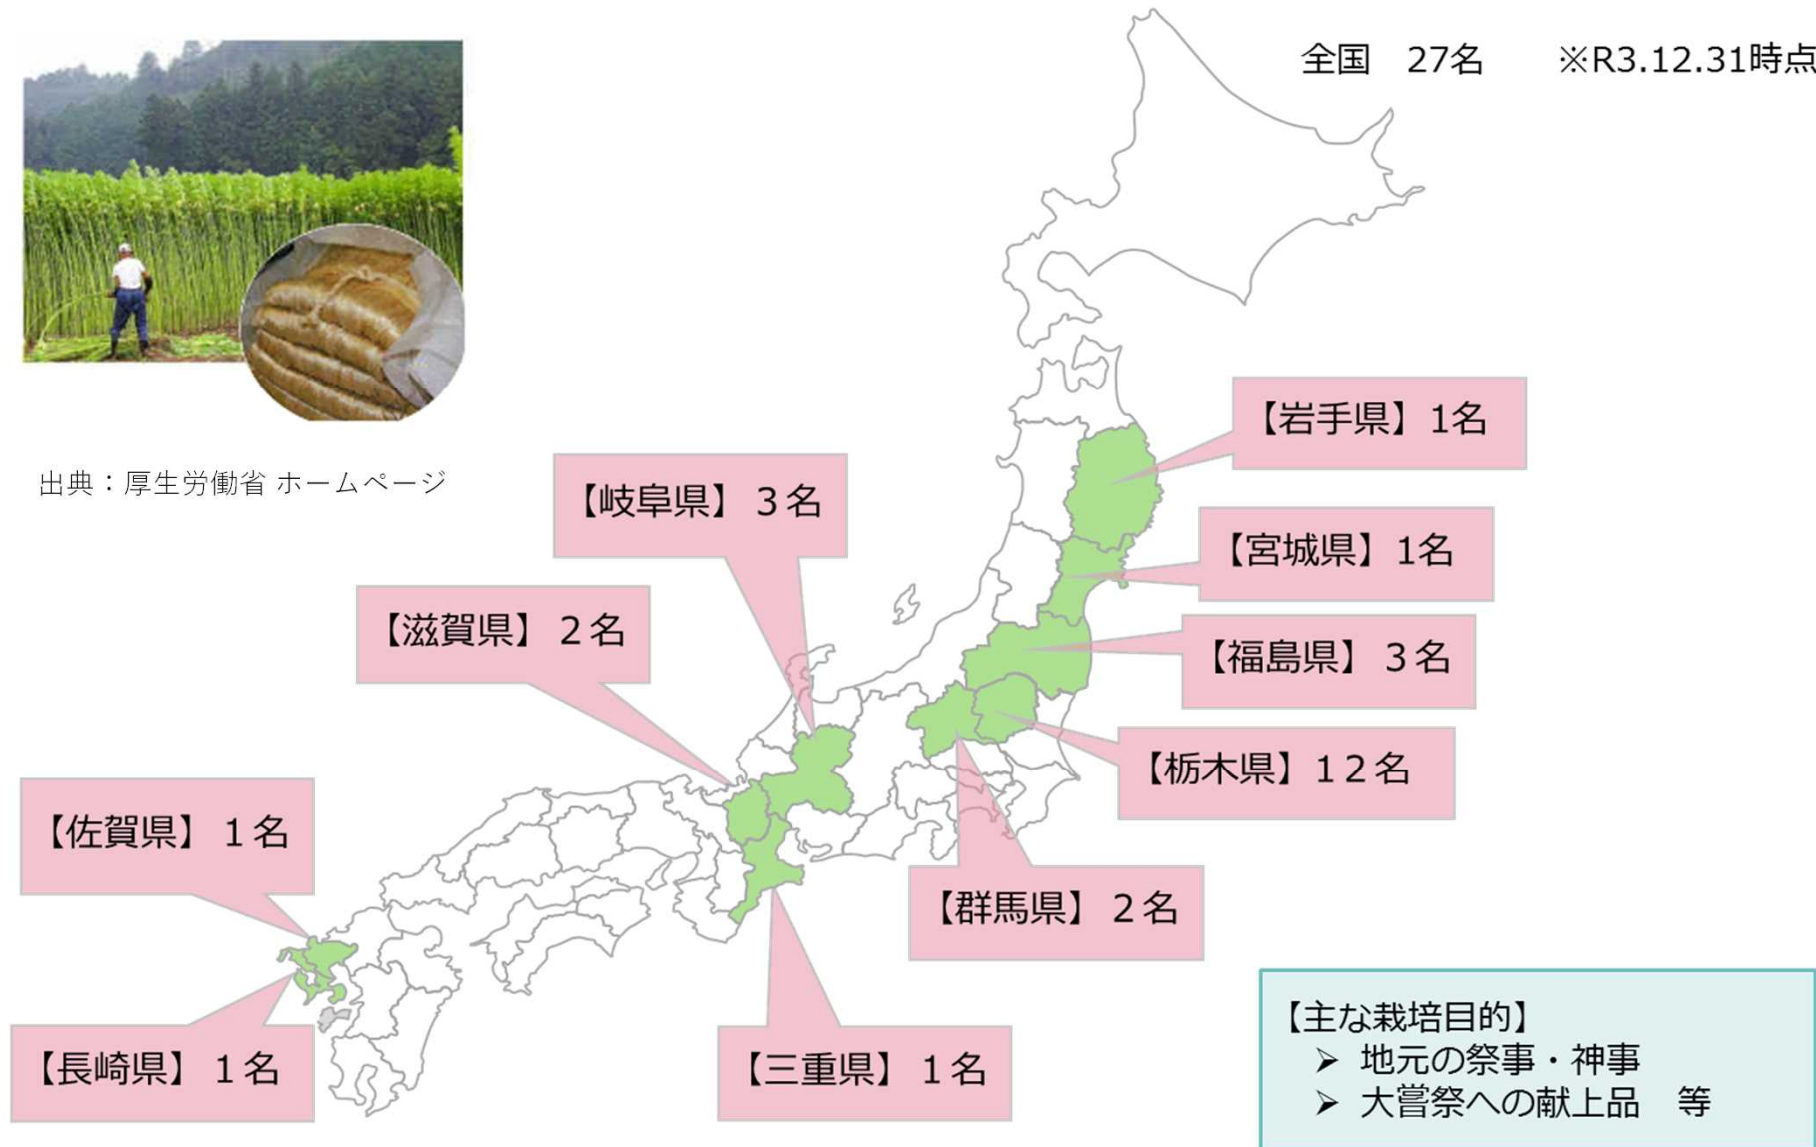 全国　27名　　※R3.12.31時点
出典：厚生労働省 ホームページ
【岩手県】1名
【岐阜県】３名
【宮城県】1名
【滋賀県】２名
【福島県】３名
【栃木県】１２名
【佐賀県】１名
【群馬県】２名
【長崎県】１名
【三重県】１名
【主な栽培目的】
➢ 地元の祭事・神事
➢ 大嘗祭への献上品　等